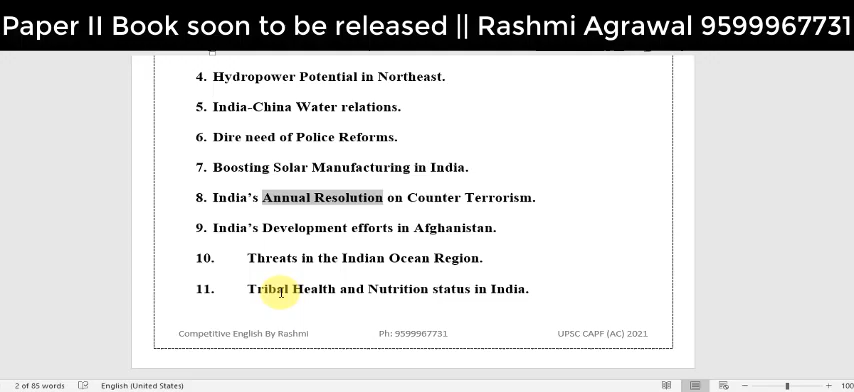 Paper II Book soon to be released || Rashmi Agrawal 9599967731
4. Hydropower Potential in Northeast.
5. India-China Water relations.
6. Dire need of Police Reforms.
7. Boosting Solar Manufacturing in India.
8. India's Annual Resolution on Counter Terrorism.
9. India's Development efforts in Afghanistan.
10. Threats in the Indian Ocean Region.
11. Tribal Health and Nutrition status in India.
Competitive English By Rashmi Ph: 9599967731 UPSC CAPF (AC) 2021
2 of 85 words English (United States) 100